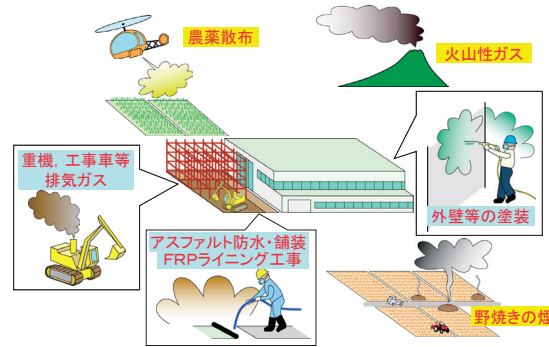 農薬散布
火山性ガス
重機,工事車等
排気ガス
外壁等の塗装
アスファルト防水・舗装
FRPライニング工事
野焼きの煙